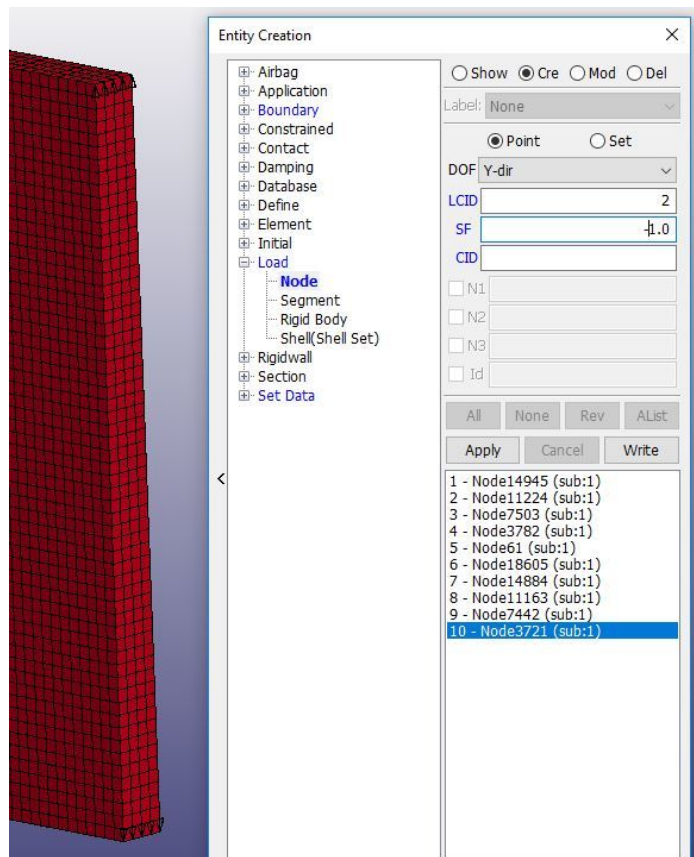 Entity Creation
Airbag
Application
Boundary
Constrained
Contact
Damping
Database
Define
Element
Initial
Load
Node
Segment
Rigid Body
Shell(Shell Set)
Rigidwall
Section
Set Data
<
Show Cre Mod Del
Label: None
Point Set
DOF Y-dir
LCID 2
SF -1.0
CID
N1
N2
N3
Id
All None Rev AList
Apply Cancel Write
1 - Node14945 (sub:1)
2 - Node11224 (sub:1)
3 - Node7503 (sub:1)
4 - Node3782 (sub:1)
5 - Node61 (sub:1)
6 - Node18605 (sub:1)
7 - Node14884 (sub:1)
8 - Node11163 (sub:1)
9 - Node7442 (sub:1)
10 - Node3721 (sub:1)